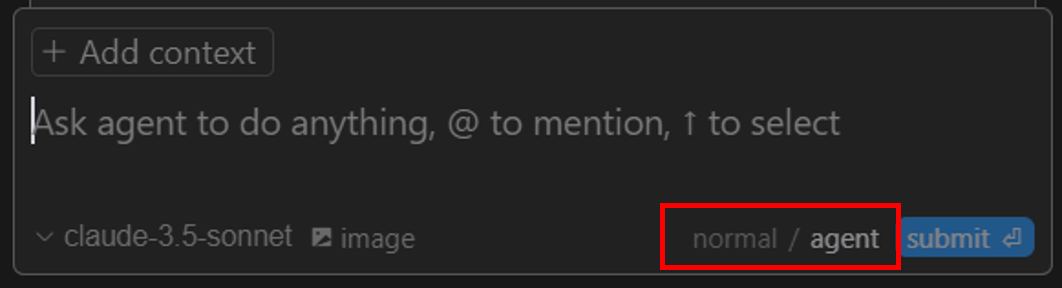 + Add context
Ask agent to do anything, @ to mention, ↑ to select
claude-3.5-sonnet image normal / agent submit ⏎